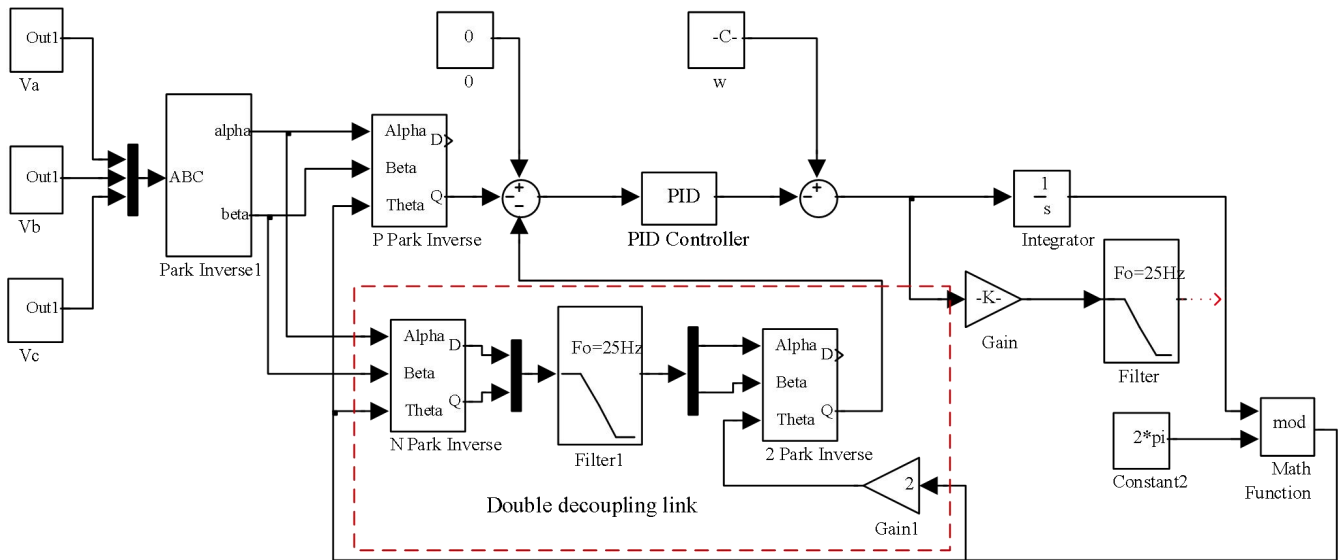 Out1
Va
Out1
Vb
Out1
Vc
ABC
alpha
beta
Park Inverse1
0
0
Alpha
Beta
Theta
D
Q
P Park Inverse
-C-
w
+
-
-
PID
PID Controller
+
-
1
s
Integrator
-K-
Gain
Fo=25Hz
Filter
Alpha
Beta
Theta
D
Q
N Park Inverse
Fo=25Hz
Filter1
Alpha
Beta
Theta
D
Q
2 Park Inverse
2
Gain1
Double decoupling link
2*pi
Constant2
mod
Math
Function